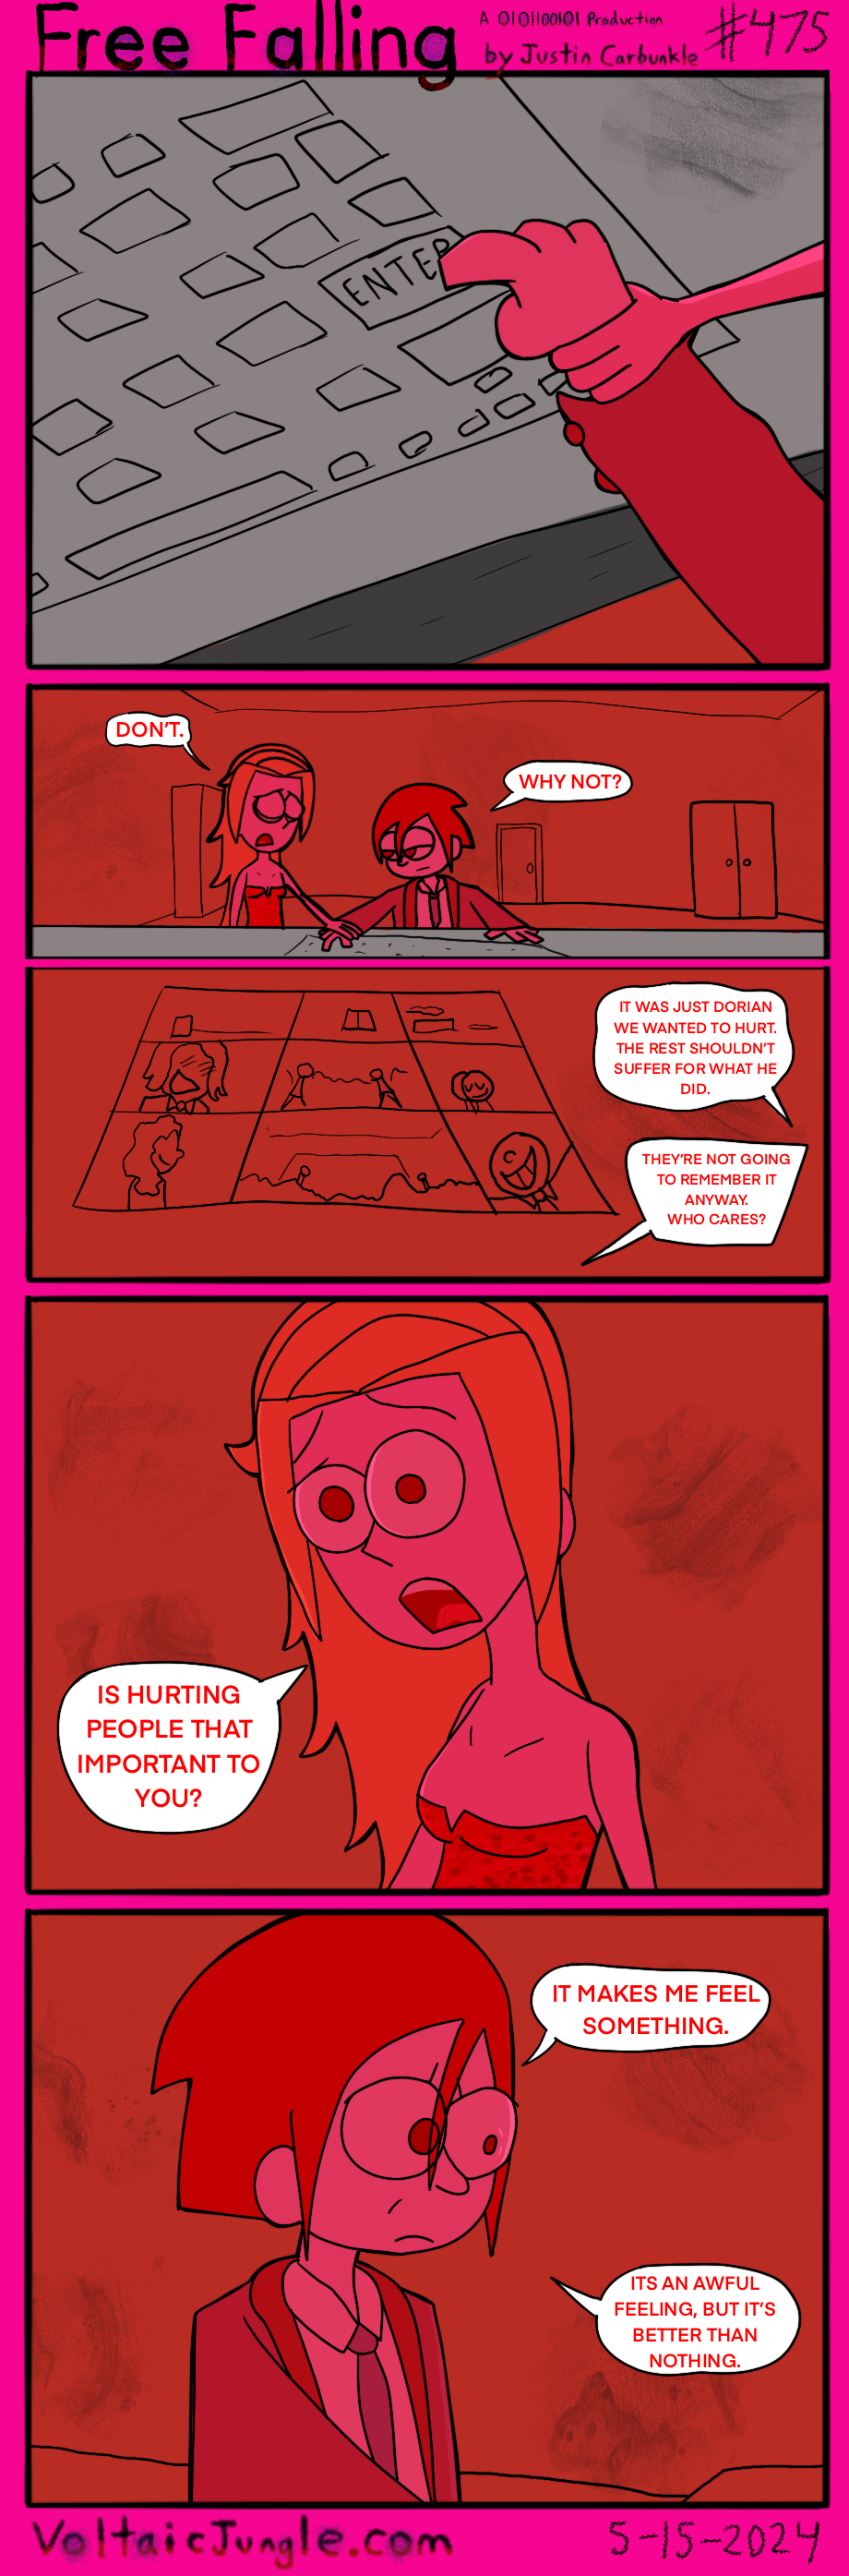 Free Falling
A 0101100101 Production
by Justin Carbunkle
#475
ENTER
DON'T.
WHY NOT?
IT WAS JUST DORIAN
WE WANTED TO HURT.
THE REST SHOULDN'T
SUFFER FOR WHAT HE
DID.
THEY'RE NOT GOING
TO REMEMBER IT
ANYWAY.
WHO CARES?
IS HURTING
PEOPLE THAT
IMPORTANT TO
YOU?
IT MAKES ME FEEL
SOMETHING.
ITS AN AWFUL
FEELING, BUT IT'S
BETTER THAN
NOTHING.
VoltaicJungle.com
5-15-2024